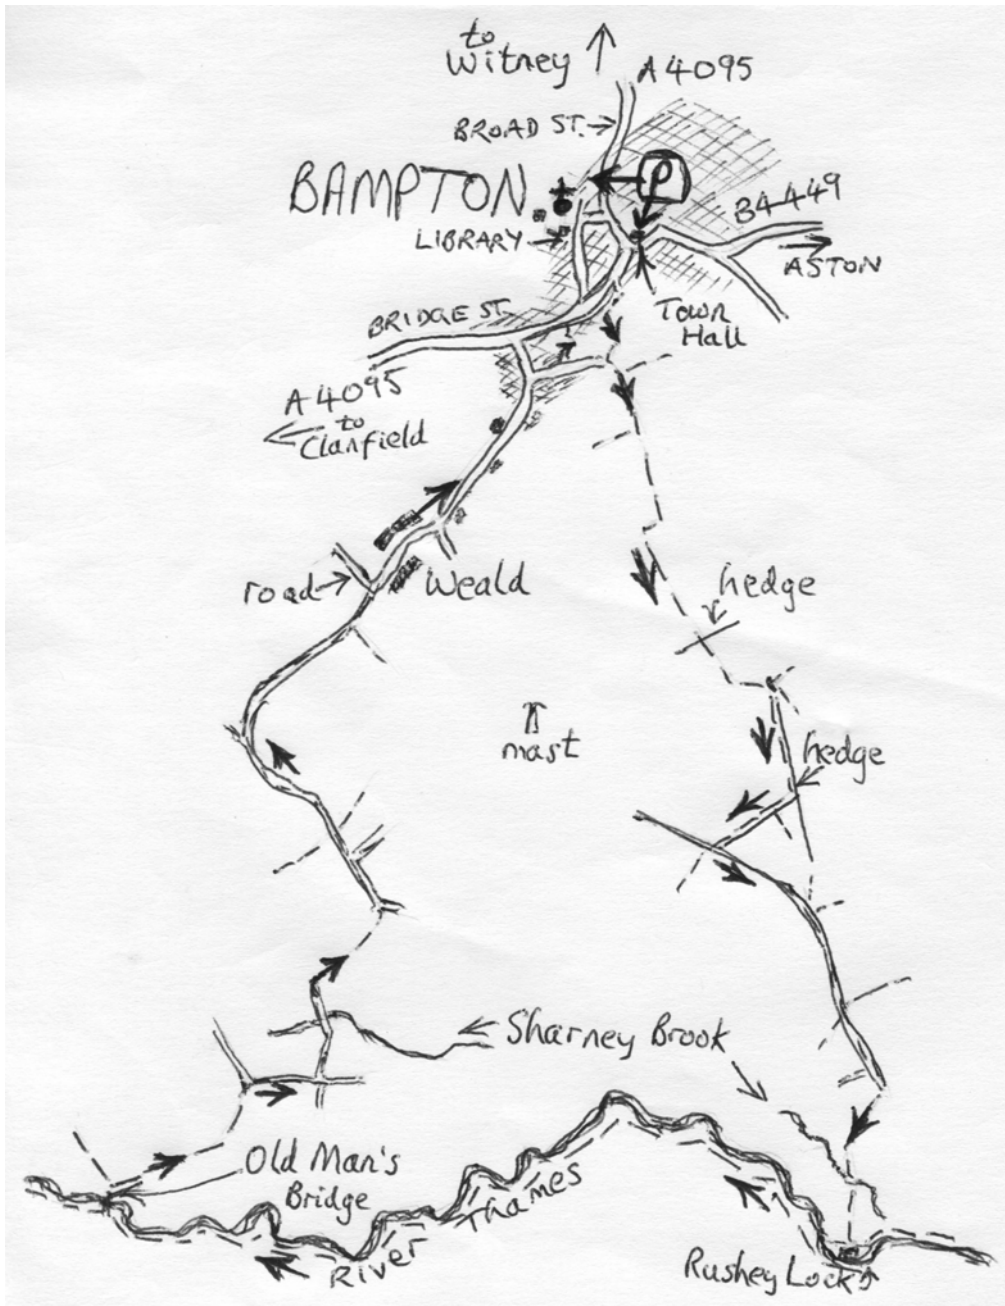 to
Witney
A4095
BROAD ST.
P
BAMPTON
B4449
LIBRARY
ASTON
BRIDGE ST.
Town
Hall
A4095
to
Clanfield
road
Weald
hedge
mast
hedge
Sharney Brook
Old Man's
Bridge
River Thames
Rushey Lock